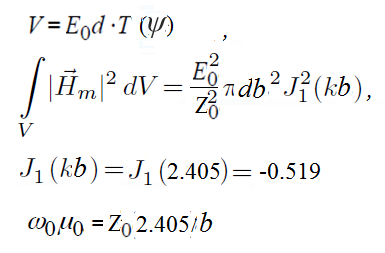 V = E₀d · T (ψ) ,
∫_V |H⃗ₘ|² dV = E₀²/Z₀² πdb² J₁²(kb),
J₁(kb) = J₁(2.405) = -0.519
ω₀μ₀ = Z₀ 2.405/b